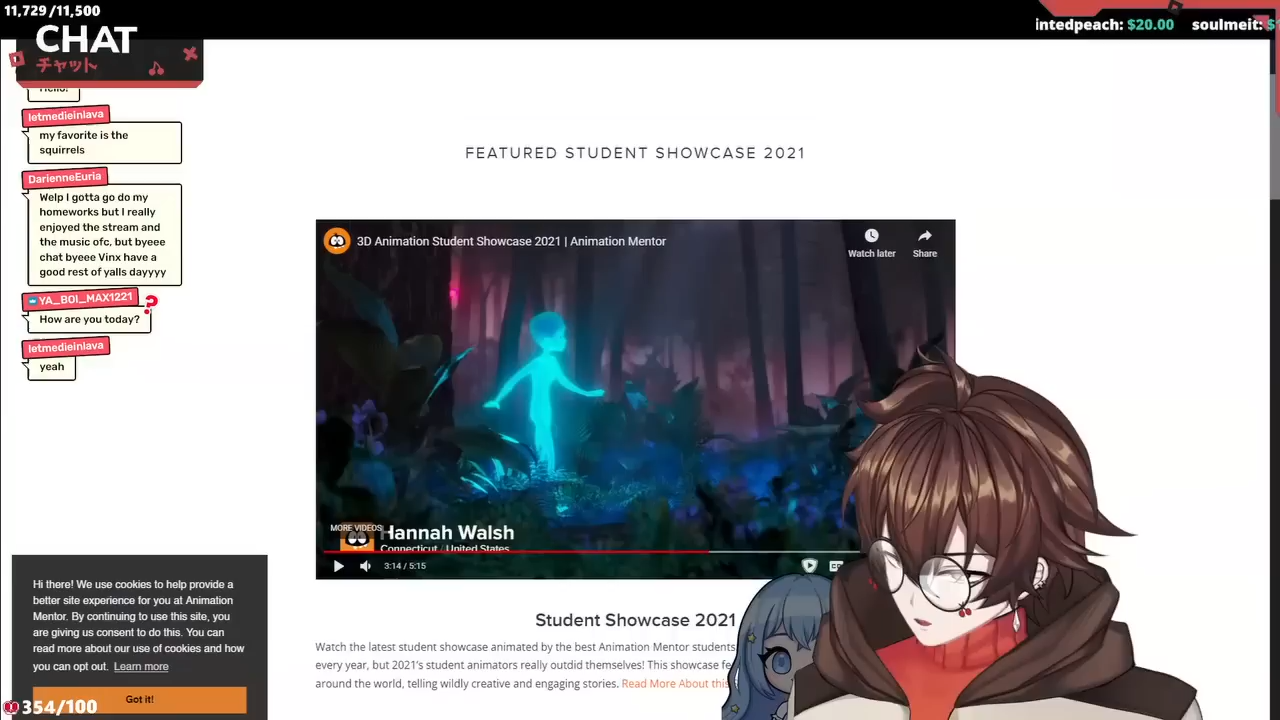 11,729/11,500
intedpeach: $20.00 soulmeit: $
CHAT
チャット
Hello!
letmedieinlava
my favorite is the
squirrels
DarienneEuria
Welp I gotta go do my
homeworks but I really
enjoyed the stream and
the music ofc, but byeee
chat byeee Vinx have a
good rest of yalls dayyyy
YA_BOI_MAX1221
How are you today?
letmedieinlava
yeah
FEATURED STUDENT SHOWCASE 2021
3D Animation Student Showcase 2021 | Animation Mentor
Watch later
Share
MORE VIDEOS
Hannah Walsh
Connecticut / United States
3:14 / 5:15
CC
Student Showcase 2021
Watch the latest student showcase animated by the best Animation Mentor students
every year, but 2021's student animators really outdid themselves! This showcase fe
around the world, telling wildly creative and engaging stories. Read More About this
Hi there! We use cookies to help provide a
better site experience for you at Animation
Mentor. By continuing to use this site, you
are giving us consent to do this. You can
read more about our use of cookies and how
you can opt out. Learn more
Got it!
354/100